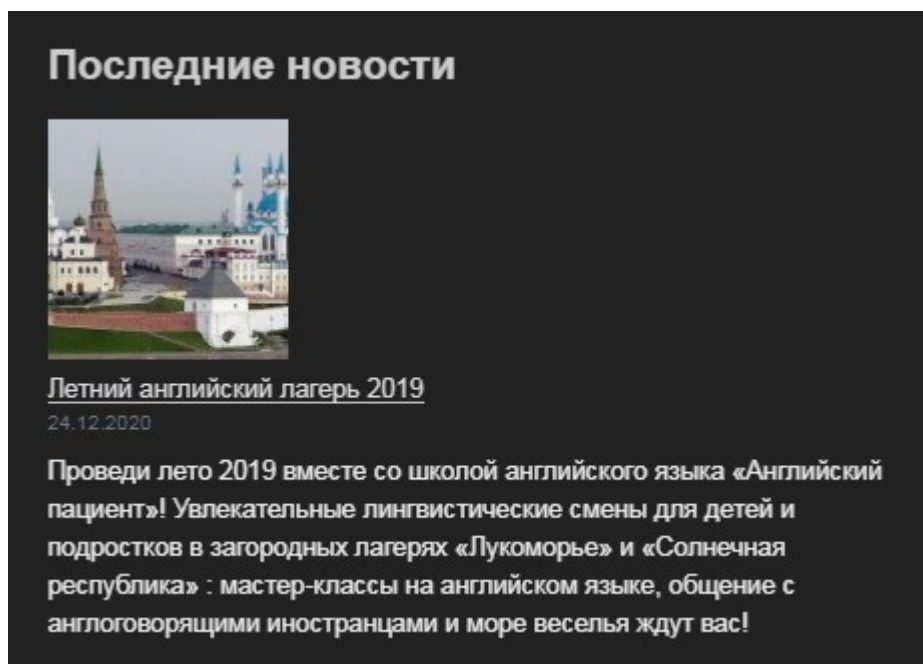 Последние новости
Летний английский лагерь 2019
24.12.2020
Проведи лето 2019 вместе со школой английского языка «Английский
пациент»! Увлекательные лингвистические смены для детей и
подростков в загородных лагерях «Лукоморье» и «Солнечная
республика» : мастер-классы на английском языке, общение с
англоговорящими иностранцами и море веселья ждут вас!